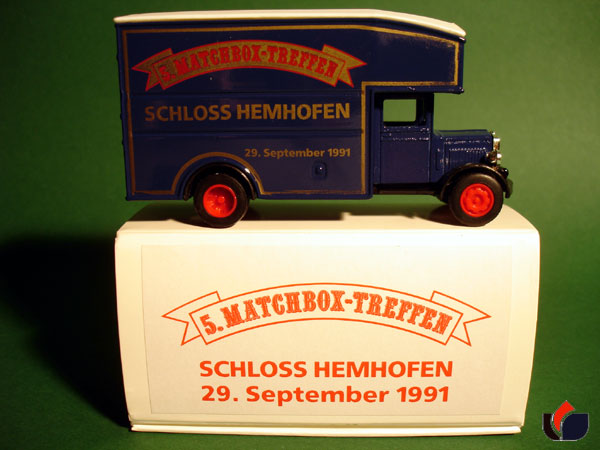 5. MATCHBOX-TREFFEN
SCHLOSS HEMHOFEN
29. September 1991
5. MATCHBOX-TREFFEN
SCHLOSS HEMHOFEN
29. September 1991